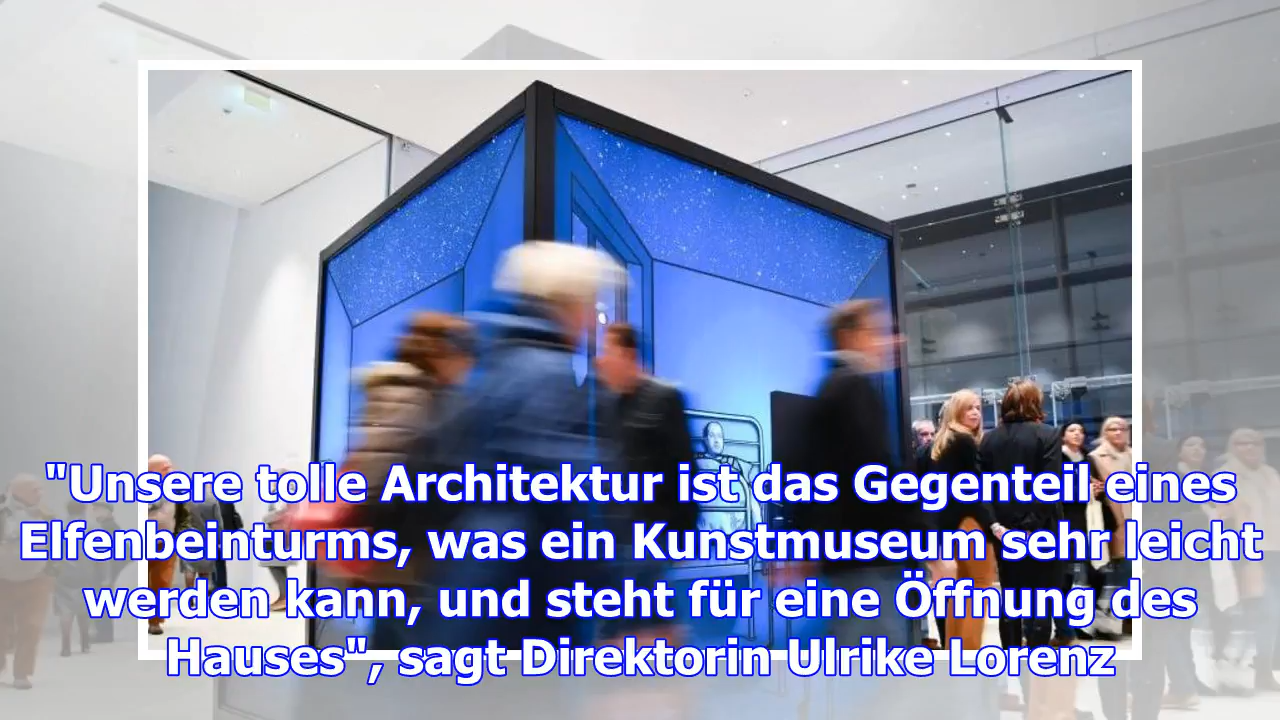 "Unsere tolle Architektur ist das Gegenteil eines
Elfenbeinturms, was ein Kunstmuseum sehr leicht
werden kann, und steht für eine Öffnung des
Hauses", sagt Direktorin Ulrike Lorenz